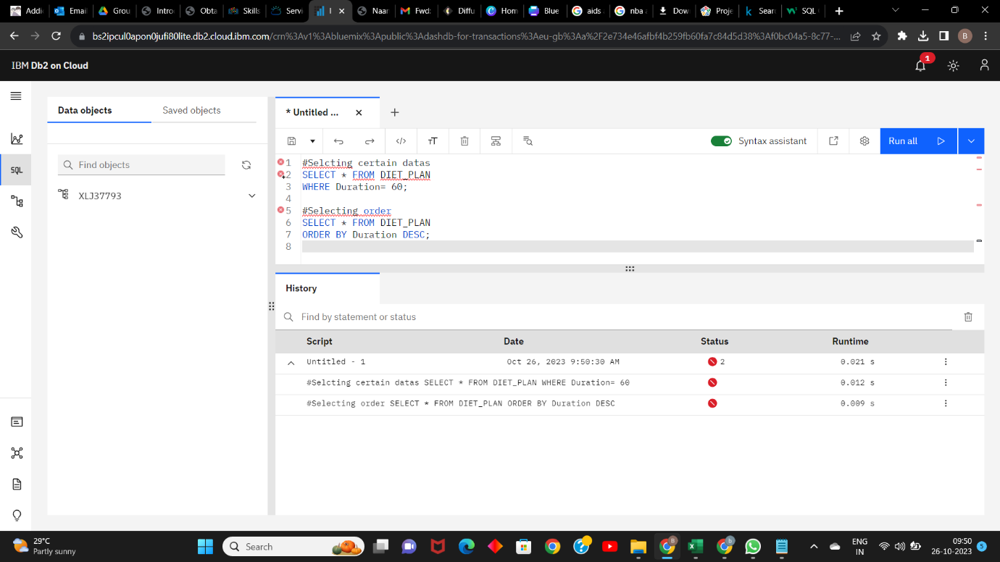 Addi
Emai
Grou
Intro
Obta
Skills
Servi
Naan
Fwd:
Diffu
Hom
Blue
aids
nba
Dow
Proje
Sear
SQL
bs2ipcul0apon0jufi80lite.db2.cloud.ibm.com/crn%3Av1%3Abluemix%3Apublic%3Adashdb-for-transactions%3Aeu-gb%3Aa%2F2e734e46afbf4b259fb60fa7c84d5d38%3Af0bc04a5-8c77-...
B
IBM Db2 on Cloud
1
Data objects
Saved objects
* Untitled ...
SQL
Find objects
XLJ37793
Syntax assistant
Run all
1 #Selcting certain datas
2 SELECT * FROM DIET_PLAN
3 WHERE Duration= 60;
4
5 #Selecting order
6 SELECT * FROM DIET_PLAN
7 ORDER BY Duration DESC;
8
History
Find by statement or status
Script Date Status Runtime
Untitled - 1 Oct 26, 2023 9:50:30 AM 2 0.021 s
#Selcting certain datas SELECT * FROM DIET_PLAN WHERE Duration= 60 0.012 s
#Selecting order SELECT * FROM DIET_PLAN ORDER BY Duration DESC 0.009 s
29°C
Partly sunny
Search
ENG
IN
09:50
26-10-2023
5